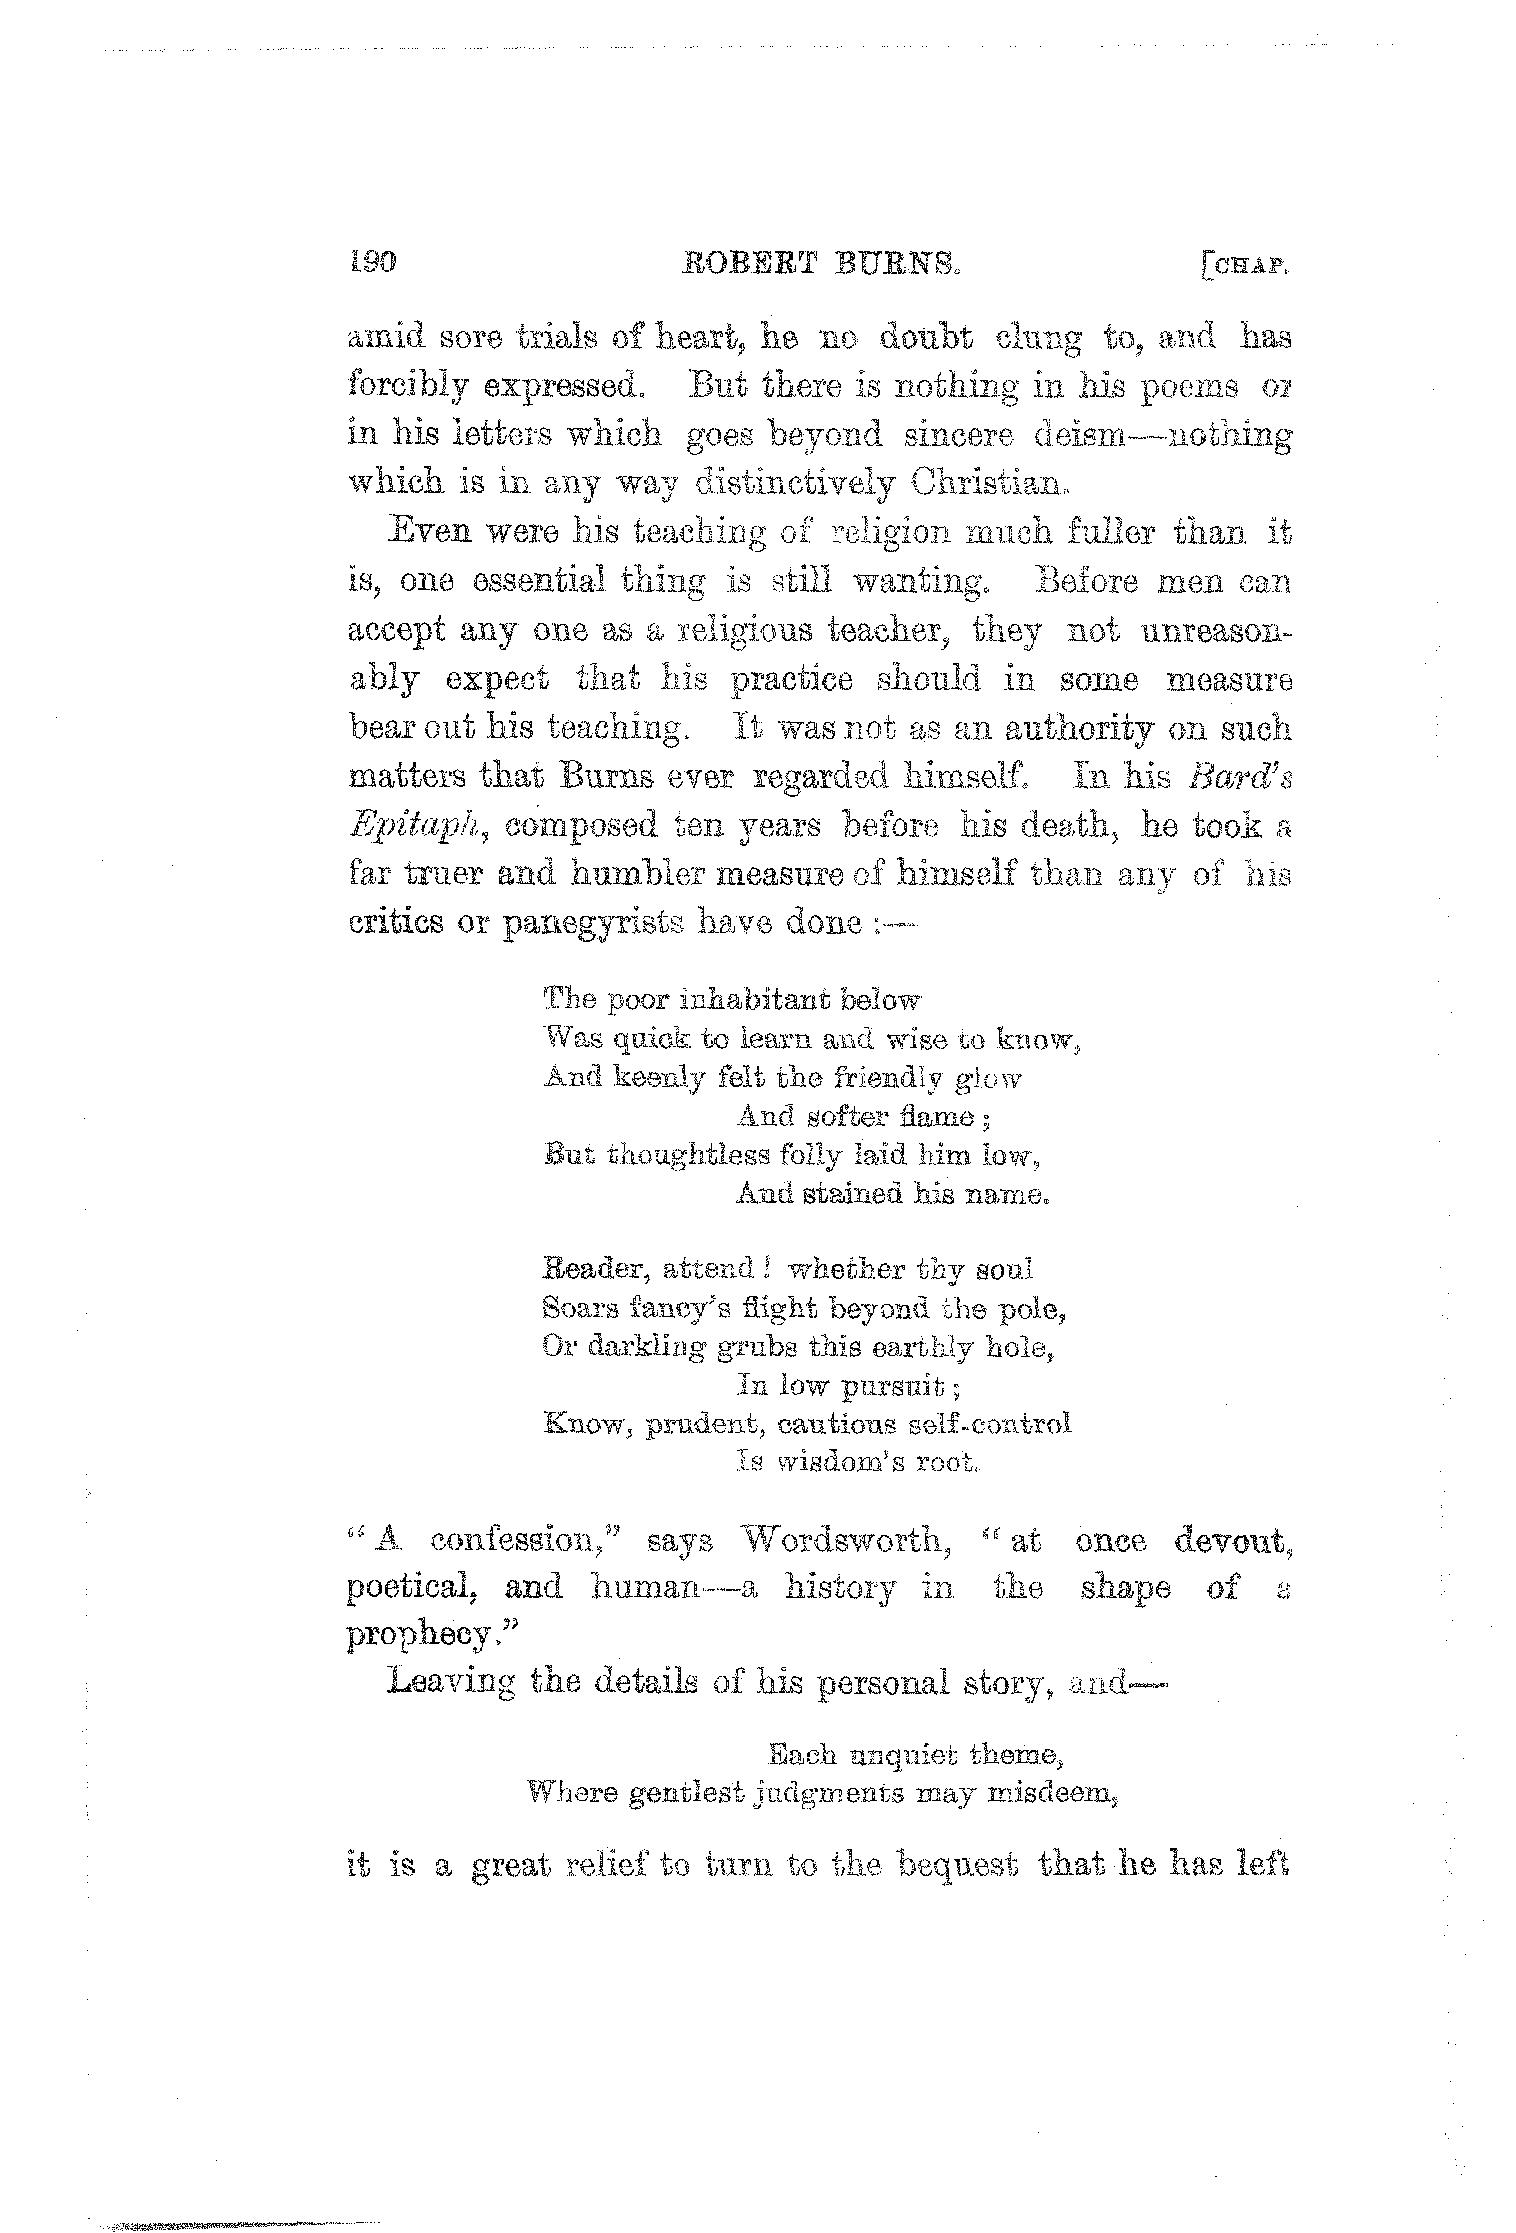 190 ROBERT BURNS. [CHAP.
amid sore trials of heart, he no doubt clung to, and has
forcibly expressed. But there is nothing in his poems or
in his letters which goes beyond sincere deism—nothing
which is in any way distinctively Christian.
Even were his teaching of religion much fuller than it
is, one essential thing is still wanting. Before men can
accept any one as a religious teacher, they not unreason-
ably expect that his practice should in some measure
bear out his teaching. It was not as an authority on such
matters that Burns ever regarded himself. In his Bard's
Epitaph, composed ten years before his death, he took a
far truer and humbler measure of himself than any of his
critics or panegyrists have done :—
The poor inhabitant below
Was quick to learn and wise to know,
And keenly felt the friendly glow
And softer flame ;
But thoughtless folly laid him low,
And stained his name.
Reader, attend ! whether thy soul
Soars fancy's flight beyond the pole,
Or darkling grubs this earthly hole,
In low pursuit ;
Know, prudent, cautious self-control
Is wisdom's root.
" A confession," says Wordsworth, " at once devout,
poetical, and human—a history in the shape of a
prophecy."
Leaving the details of his personal story, and—
Each unquiet theme,
Where gentlest judgments may misdeem,
it is a great relief to turn to the bequest that he has left